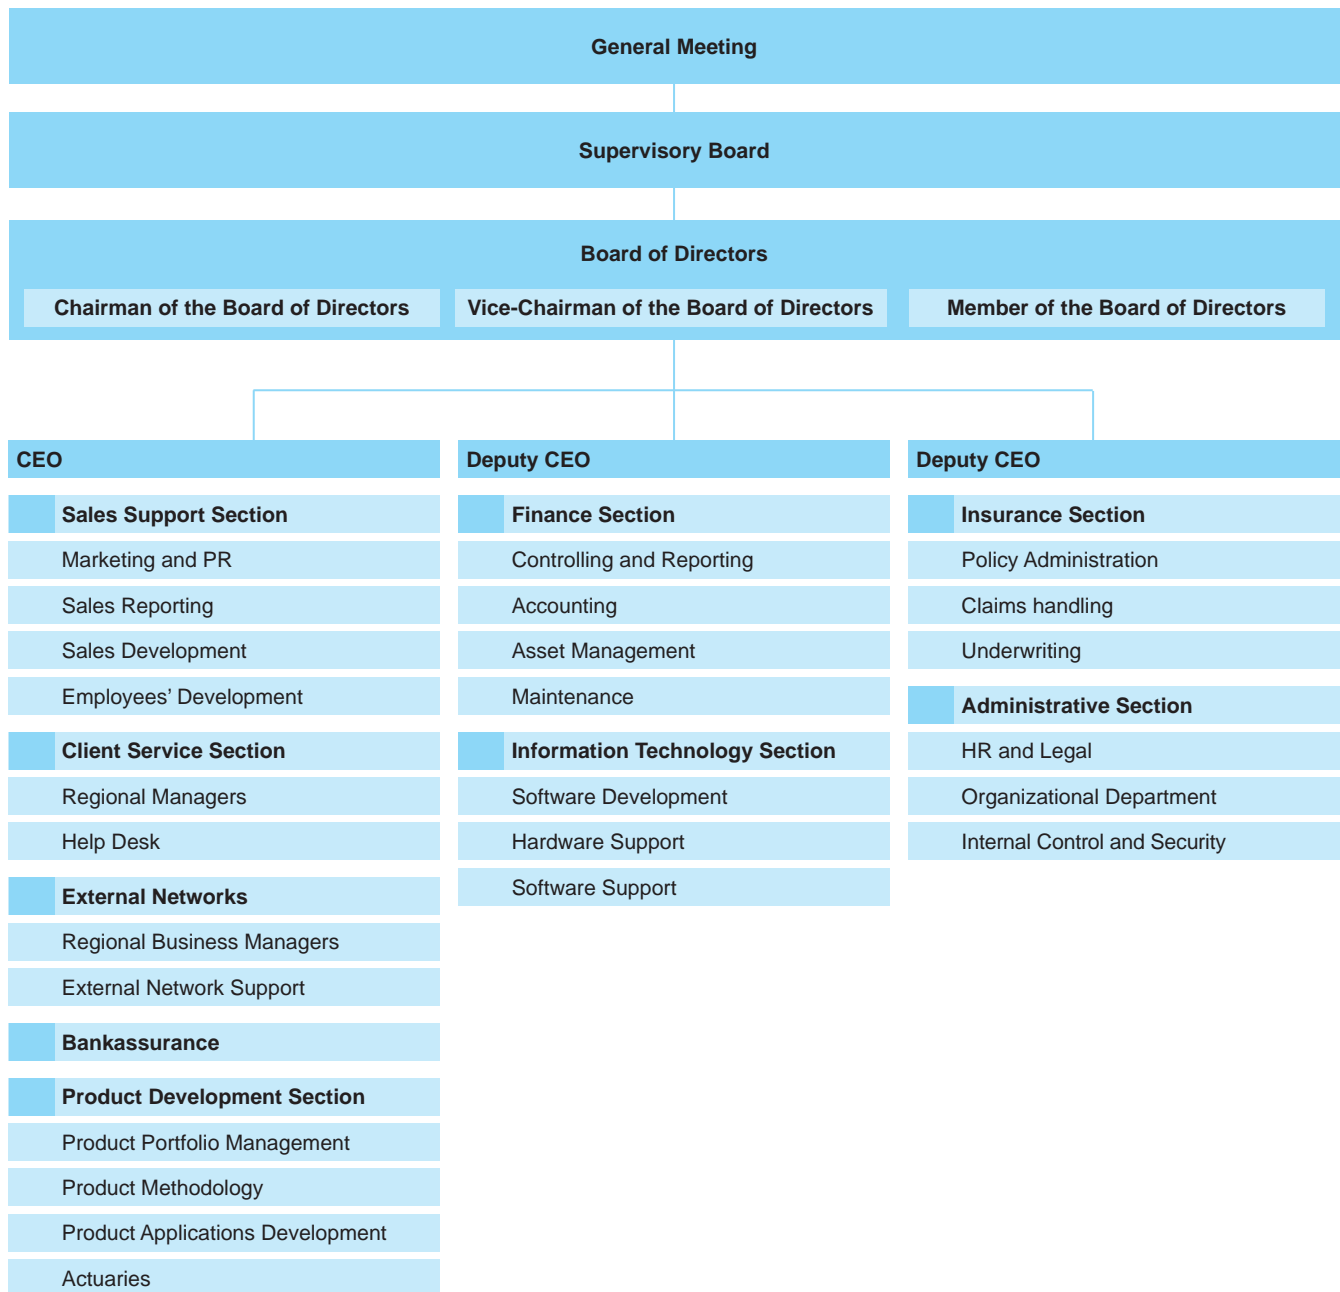 General Meeting
Supervisory Board
Board of Directors
Chairman of the Board of Directors
Vice-Chairman of the Board of Directors
Member of the Board of Directors
CEO
Sales Support Section
Marketing and PR
Sales Reporting
Sales Development
Employees’ Development
Client Service Section
Regional Managers
Help Desk
External Networks
Regional Business Managers
External Network Support
Bankassurance
Product Development Section
Product Portfolio Management
Product Methodology
Product Applications Development
Actuaries
Deputy CEO
Finance Section
Controlling and Reporting
Accounting
Asset Management
Maintenance
Information Technology Section
Software Development
Hardware Support
Software Support
Deputy CEO
Insurance Section
Policy Administration
Claims handling
Underwriting
Administrative Section
HR and Legal
Organizational Department
Internal Control and Security